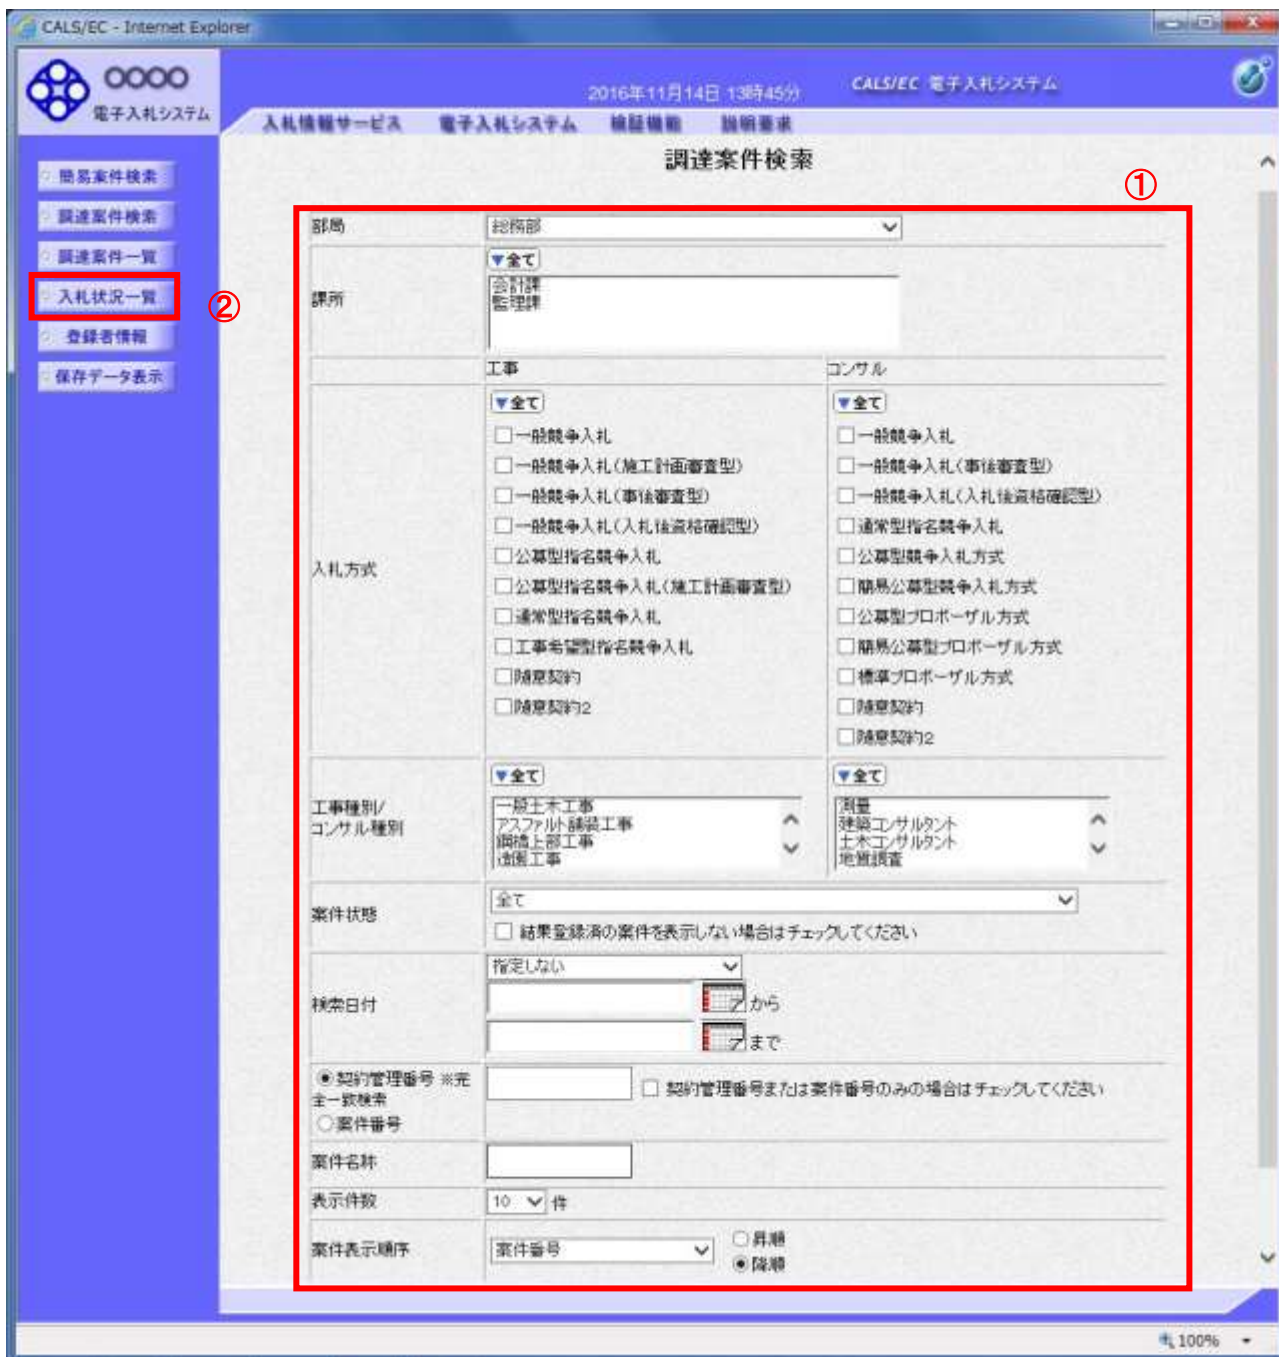 CALS/EC - Internet Explorer
○○○○
電子入札システム
2016年11月14日 13時45分
CALS/EC 電子入札システム
入札情報サービス 電子入札システム 検証機能 説明要求
簡易案件検索
調達案件検索
調達案件一覧
入札状況一覧
登録者情報
保存データ表示
②
調達案件検索
①
部局 総務部
▼全て
課所
会計課
監理課
工事 コンサル
入札方式
▼全て
一般競争入札
一般競争入札(施工計画審査型)
一般競争入札(事後審査型)
一般競争入札(入札後資格確認型)
公募型指名競争入札
公募型指名競争入札(施工計画審査型)
通常型指名競争入札
工事希望型指名競争入札
随意契約
随意契約2
▼全て
一般競争入札
一般競争入札(事後審査型)
一般競争入札(入札後資格確認型)
通常型指名競争入札
公募型競争入札方式
簡易公募型競争入札方式
公募型プロポーザル方式
簡易公募型プロポーザル方式
標準プロポーザル方式
随意契約
随意契約2
工事種別/
コンサル種別
▼全て
一般土木工事
アスファルト舗装工事
鋼橋上部工事
造園工事
▼全て
測量
建築コンサルタント
土木コンサルタント
地質調査
案件状態
全て
結果登録済の案件を表示しない場合はチェックしてください
検索日付
指定しない
から
まで
契約管理番号 ※完
全一致検索
案件番号
契約管理番号または案件番号のみの場合はチェックしてください
案件名称
表示件数 10 件
案件表示順序 案件番号
昇順
降順
100%